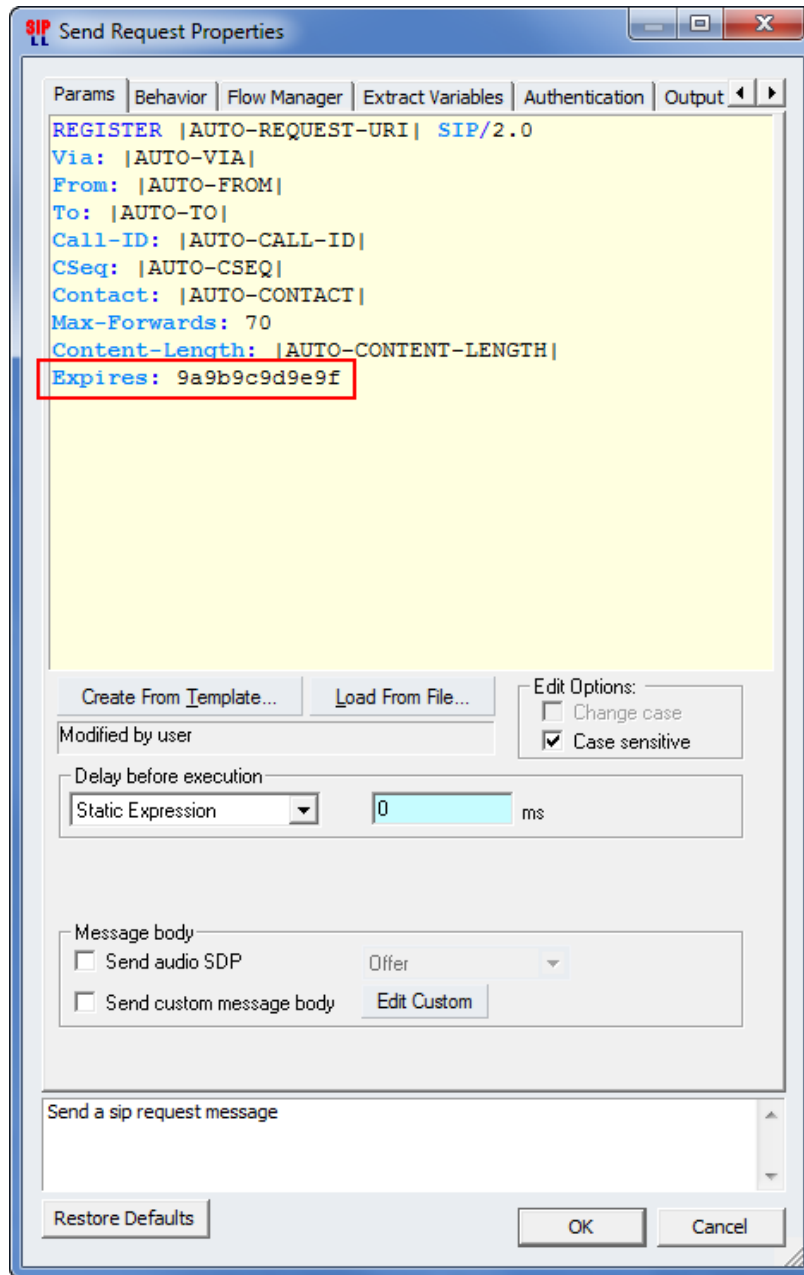 SIP
LL
Send Request Properties
Params Behavior Flow Manager Extract Variables Authentication Output
REGISTER |AUTO-REQUEST-URI| SIP/2.0
Via: |AUTO-VIA|
From: |AUTO-FROM|
To: |AUTO-TO|
Call-ID: |AUTO-CALL-ID|
CSeq: |AUTO-CSEQ|
Contact: |AUTO-CONTACT|
Max-Forwards: 70
Content-Length: |AUTO-CONTENT-LENGTH|
Expires: 9a9b9c9d9e9f
Create From Template... Load From File...
Modified by user
Edit Options:
Change case
Case sensitive
Delay before execution
Static Expression 0 ms
Message body
Send audio SDP Offer
Send custom message body Edit Custom
Send a sip request message
Restore Defaults OK Cancel